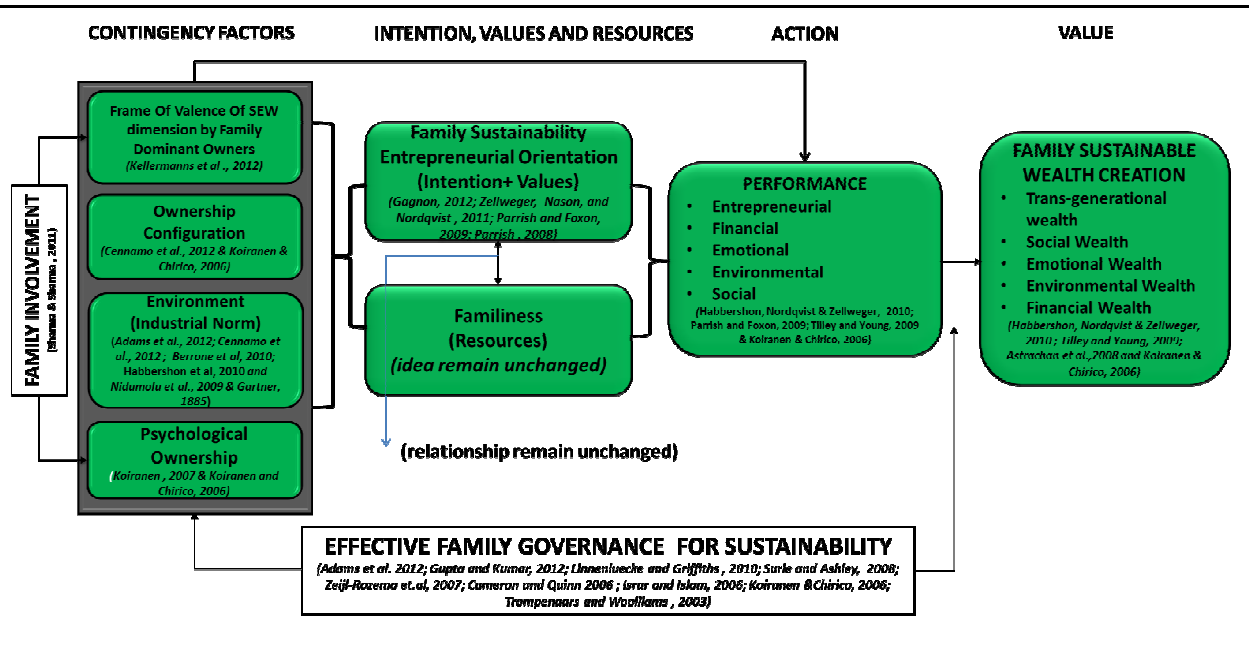 CONTINGENCY FACTORS
INTENTION, VALUES AND RESOURCES
ACTION
VALUE
FAMILY INVOLVEMENT
(Sharma & Sharma , 2011)
Frame Of Valence Of SEW
dimension by Family
Dominant Owners
(Kellermanns et al ., 2012)
Ownership
Configuration
(Cennamo et al., 2012 & Koiranen &
Chirico, 2006)
Environment
(Industrial Norm)
(Adams et al., 2012; Cennamo et
al., 2012 ; Berrone et al, 2010;
Habbershon et al, 2010 and
Nidumolu et al., 2009 & Gartner,
1885)
Psychological
Ownership
(Koiranen , 2007 & Koiranen and
Chirico, 2006)
Family Sustainability
Entrepreneurial Orientation
(Intention+ Values)
(Gagnon, 2012; Zellweger, Nason, and
Nordqvist , 2011; Parrish and Foxon,
2009; Parrish , 2008)
Familiness
(Resources)
(idea remain unchanged)
(relationship remain unchanged)
PERFORMANCE
• Entrepreneurial
• Financial
• Emotional
• Environmental
• Social
(Habbershon, Nordqvist & Zellweger, 2010;
Parrish and Foxon, 2009; Tilley and Young, 2009
& Koiranen & Chirico, 2006)
FAMILY SUSTAINABLE
WEALTH CREATION
• Trans-generational
wealth
• Social Wealth
• Emotional Wealth
• Environmental Wealth
• Financial Wealth
(Habbershon, Nordqvist & Zellweger,
2010 ; Tilley and Young, 2009;
Astrachan et al.,2008 and Koiranen &
Chirico, 2006)
EFFECTIVE FAMILY GOVERNANCE FOR SUSTAINABILITY
(Adams et al. 2012; Gupta and Kumar, 2012; Linnenluecke and Griffiths , 2010; Surie and Ashley, 2008;
Zeijl-Rozema et.al, 2007; Cameron and Quinn 2006 ; Israr and Islam, 2006; Koiranen &Chirico, 2006;
Trompenaars and Woolliams , 2003)